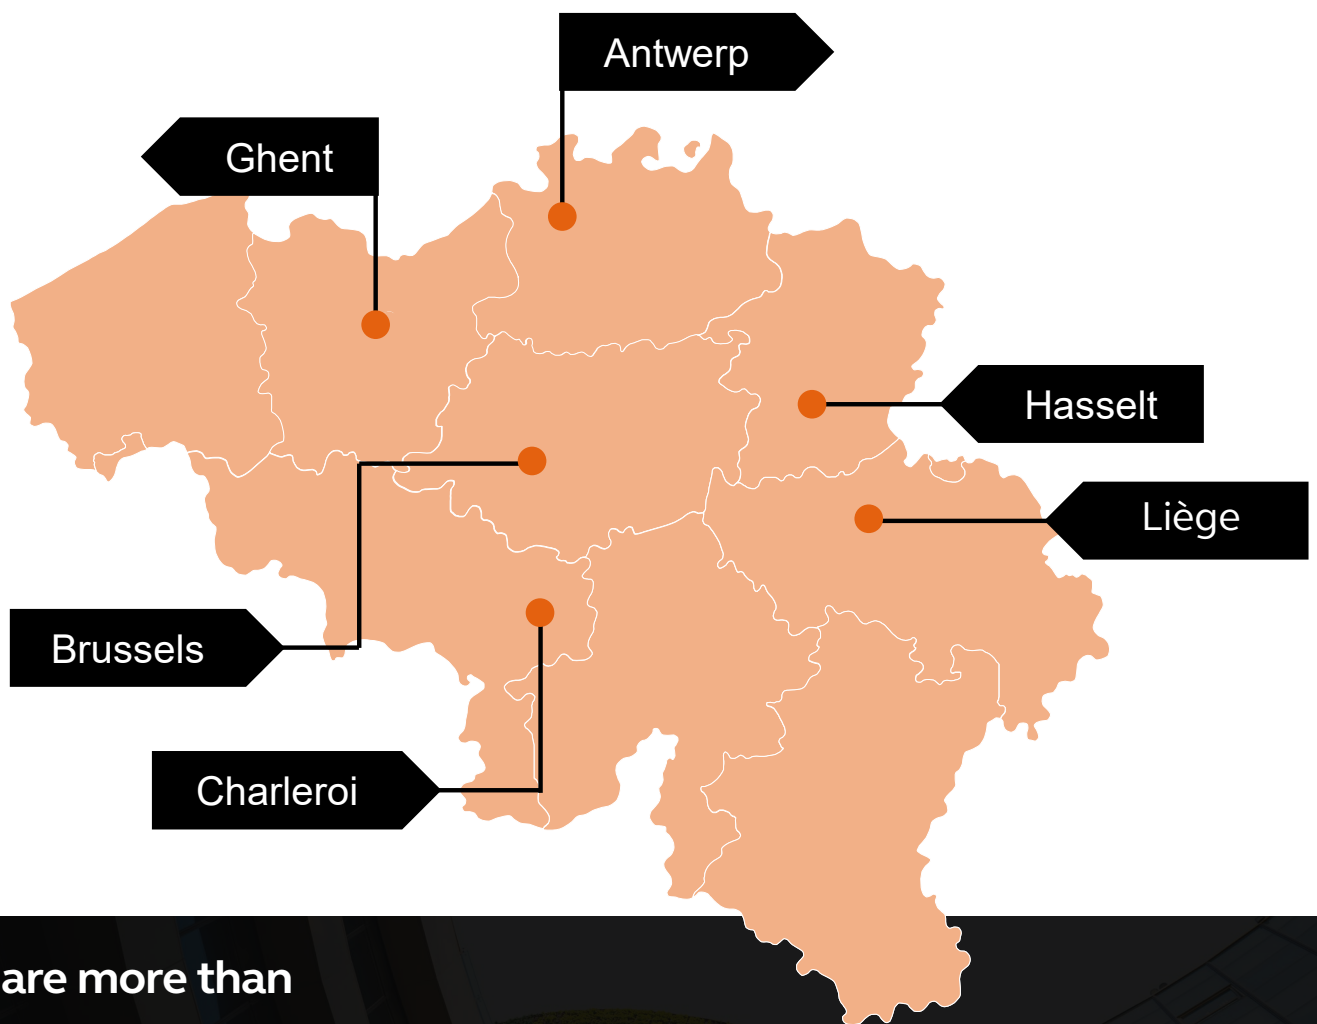 Antwerp
Ghent
Hasselt
Liège
Brussels
Charleroi
are more than